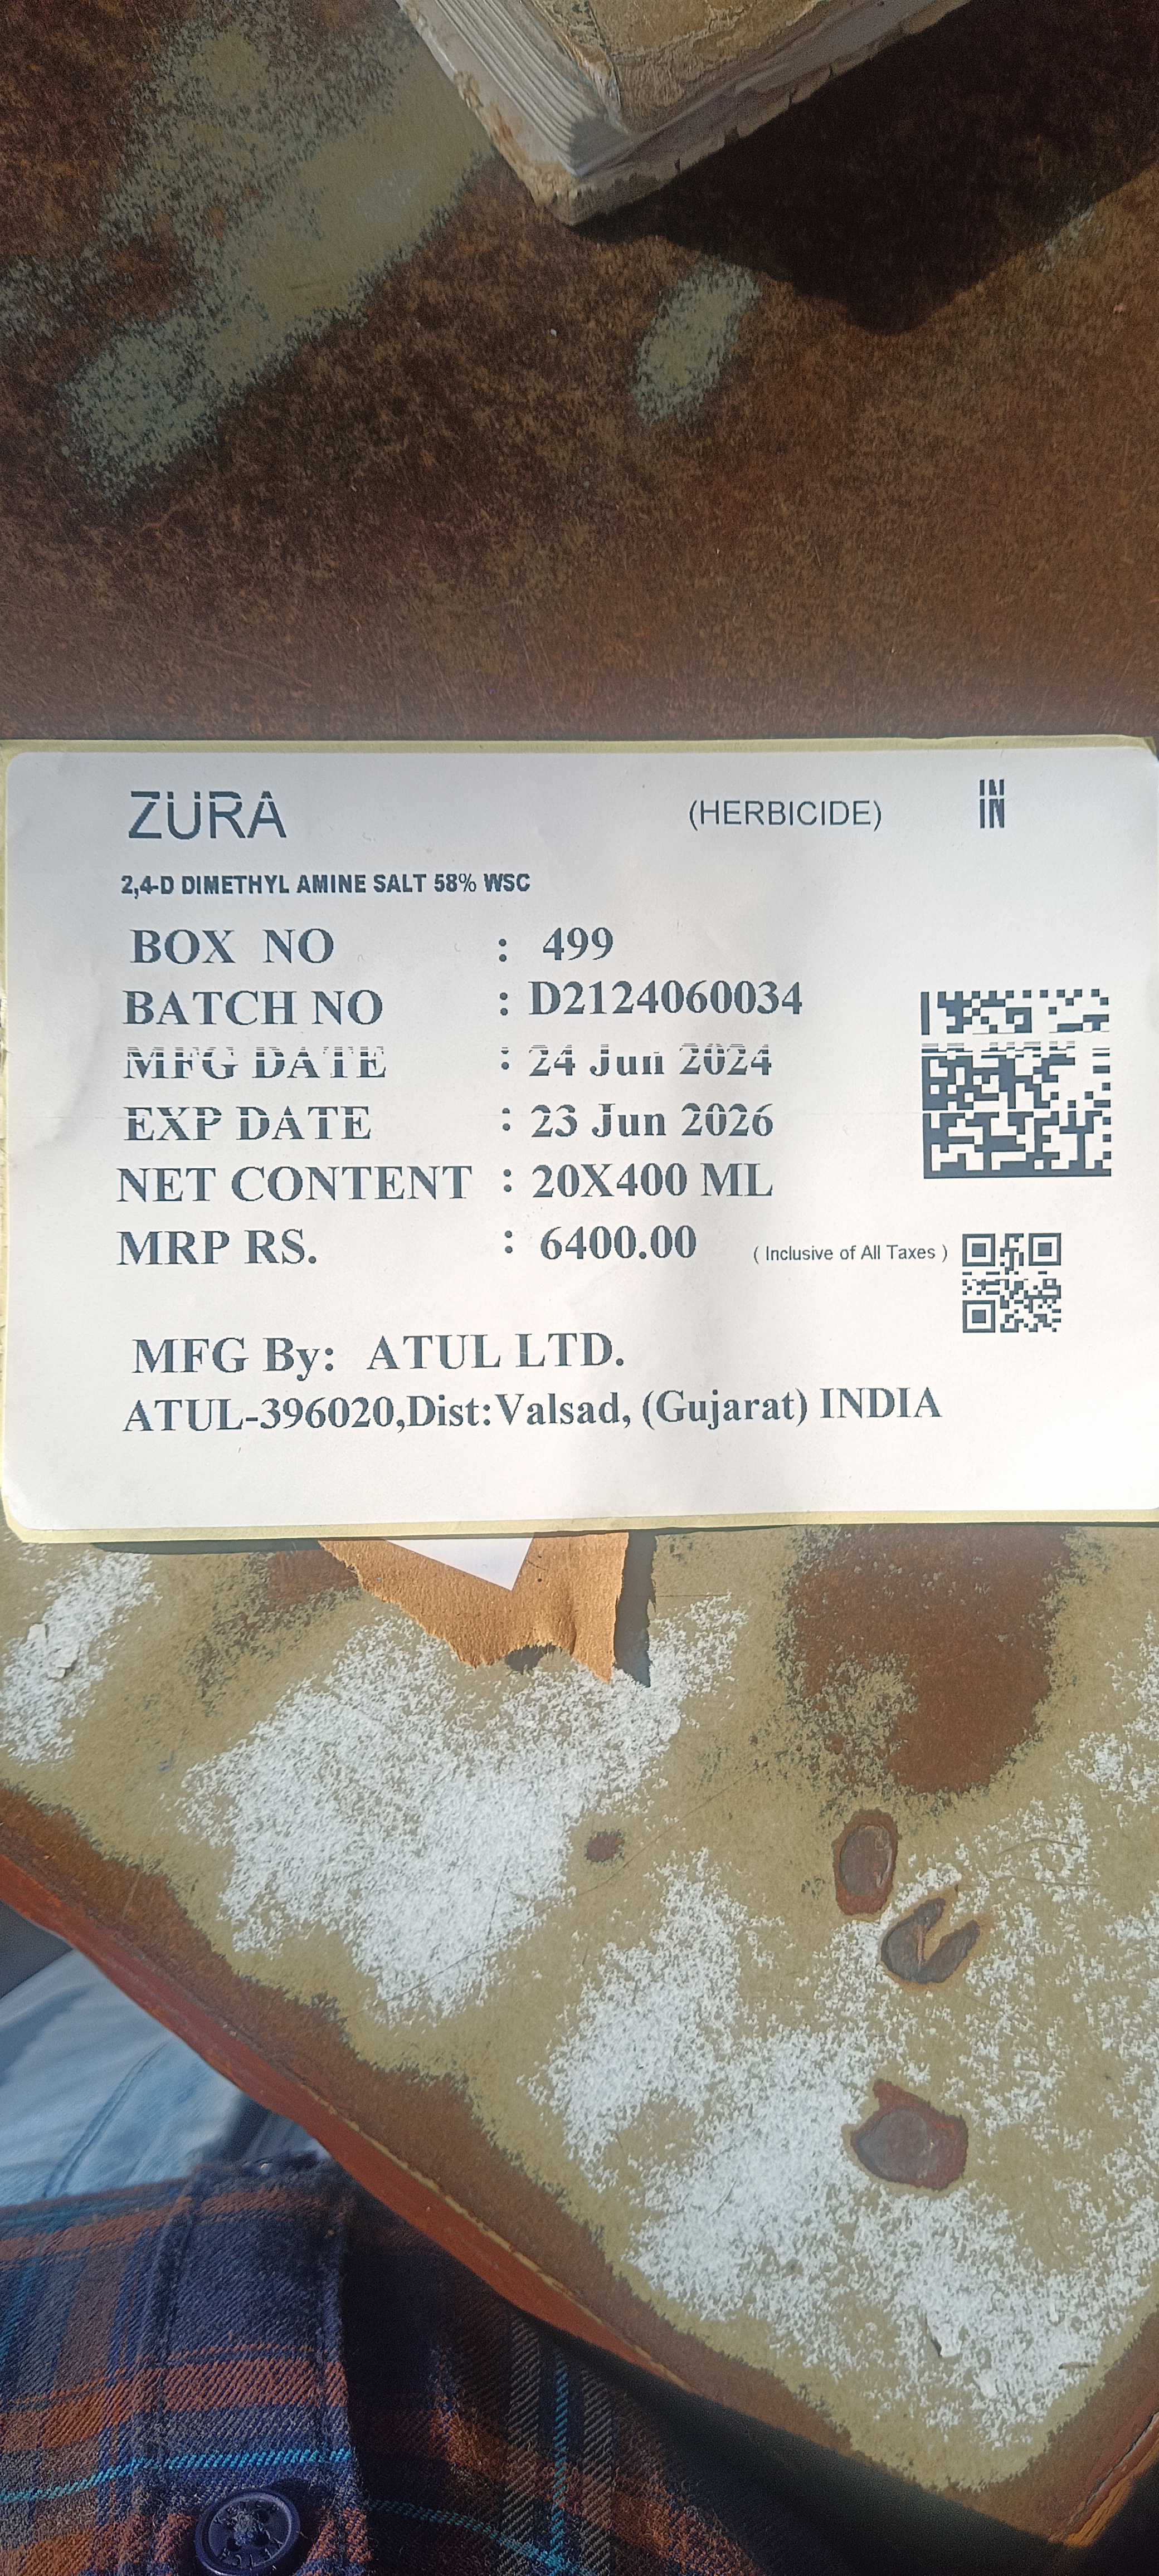 ZURA (HERBICIDE) IN
2,4-D DIMETHYL AMINE SALT 58% WSC
BOX NO : 499
BATCH NO : D2124060034
MFG DATE : 24 Jun 2024
EXP DATE : 23 Jun 2026
NET CONTENT : 20X400 ML
MRP RS. : 6400.00 ( Inclusive of All Taxes )
MFG By: ATUL LTD.
ATUL-396020,Dist:Valsad, (Gujarat) INDIA